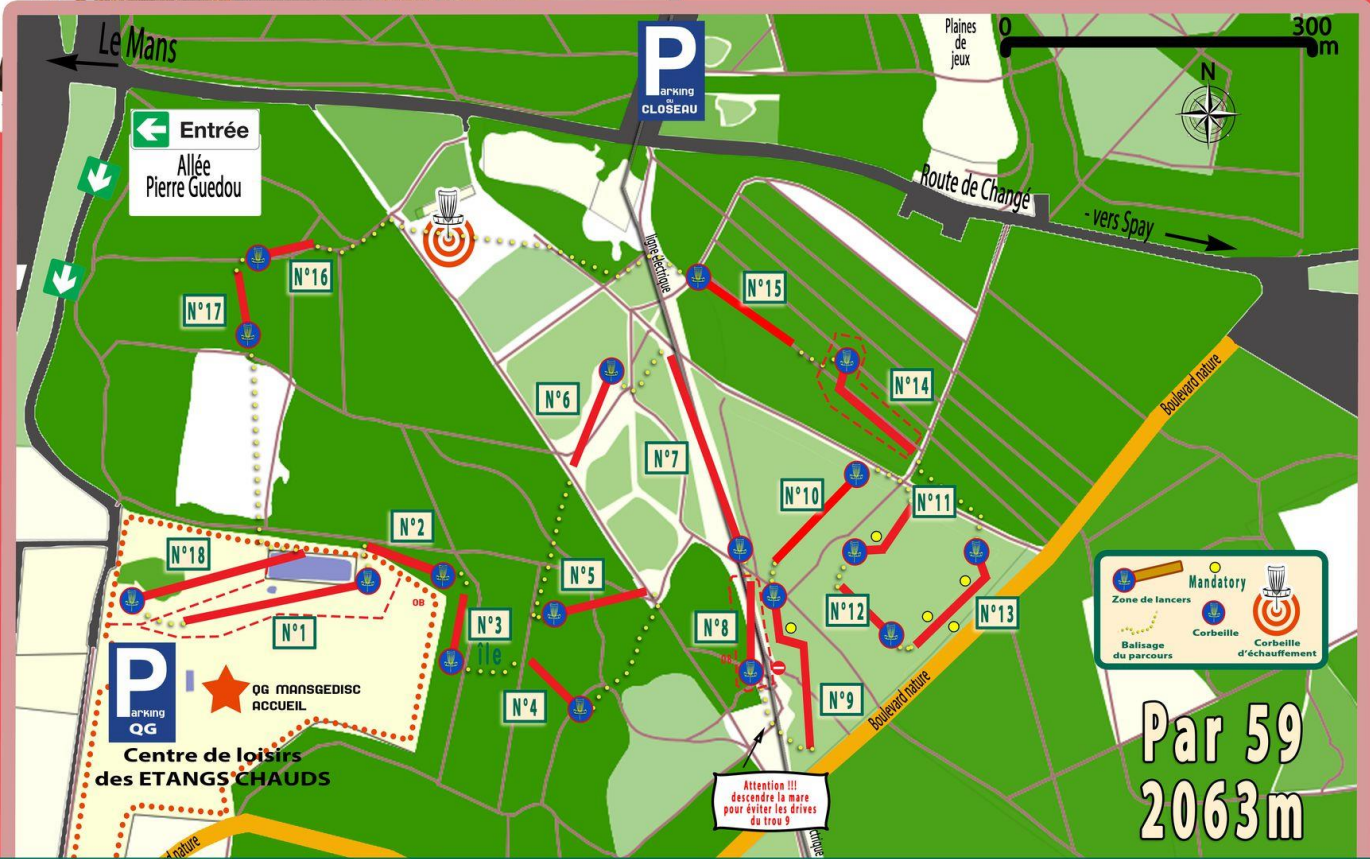 Le Mans
Parking
du
CLOSEAU
Plaines
de
jeux
0 300
m
N
Entrée
Allée
Pierre Guedou
Route de Changé
- vers Spay
ligne électrique
N°16
N°17
N°15
N°14
N°6
N°7
N°10
N°11
Boulevard nature
N°2
N°18
N°5
N°1
OB
N°3
île
N°8
N°12
N°13
N°4
N°9
Boulevard nature
Parking
QG
QG MANSGEDISC
ACCUEIL
Centre de loisirs
des ETANGS CHAUDS
Attention !!!
descendre la mare
pour éviter les drives
du trou 9
ctrique
nature
Zone de lancers
Mandatory
Balisage
du parcours
Corbeille
Corbeille
d'échauffement
Par 59
2063m